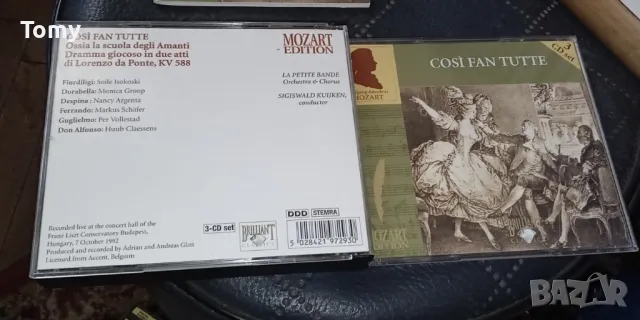 Tomy
COSÌ FAN TUTTE
Ossia la scuola degli Amanti
Dramma giocoso in due atti
di Lorenzo da Ponte, KV 588
Fiordiligi: Soile Isokoski
Dorabella: Monica Groop
Despina: Nancy Argenta
Ferrando: Markus Schäfer
Guglielmo: Per Vollestad
Don Alfonso: Huub Claessens
MOZART
EDITION
LA PETITE BANDE
Orchestra & Chorus
SIGISWALD KUIJKEN,
conductor
Recorded live at the concert hall of the
Franz Liszt Conservatory Budapest,
Hungary, 7 October 1992
Produced and recorded by Adrian and Andreas Glatt
Licensed from Accent, Belgium
3-CD set
BRILLIANT
CLASSICS
DDD STEMRA
5 028421 972930
MOZART
COSÌ FAN TUTTE
3
CD set
MOZART
EDITION
BAZAR
bazar.bg